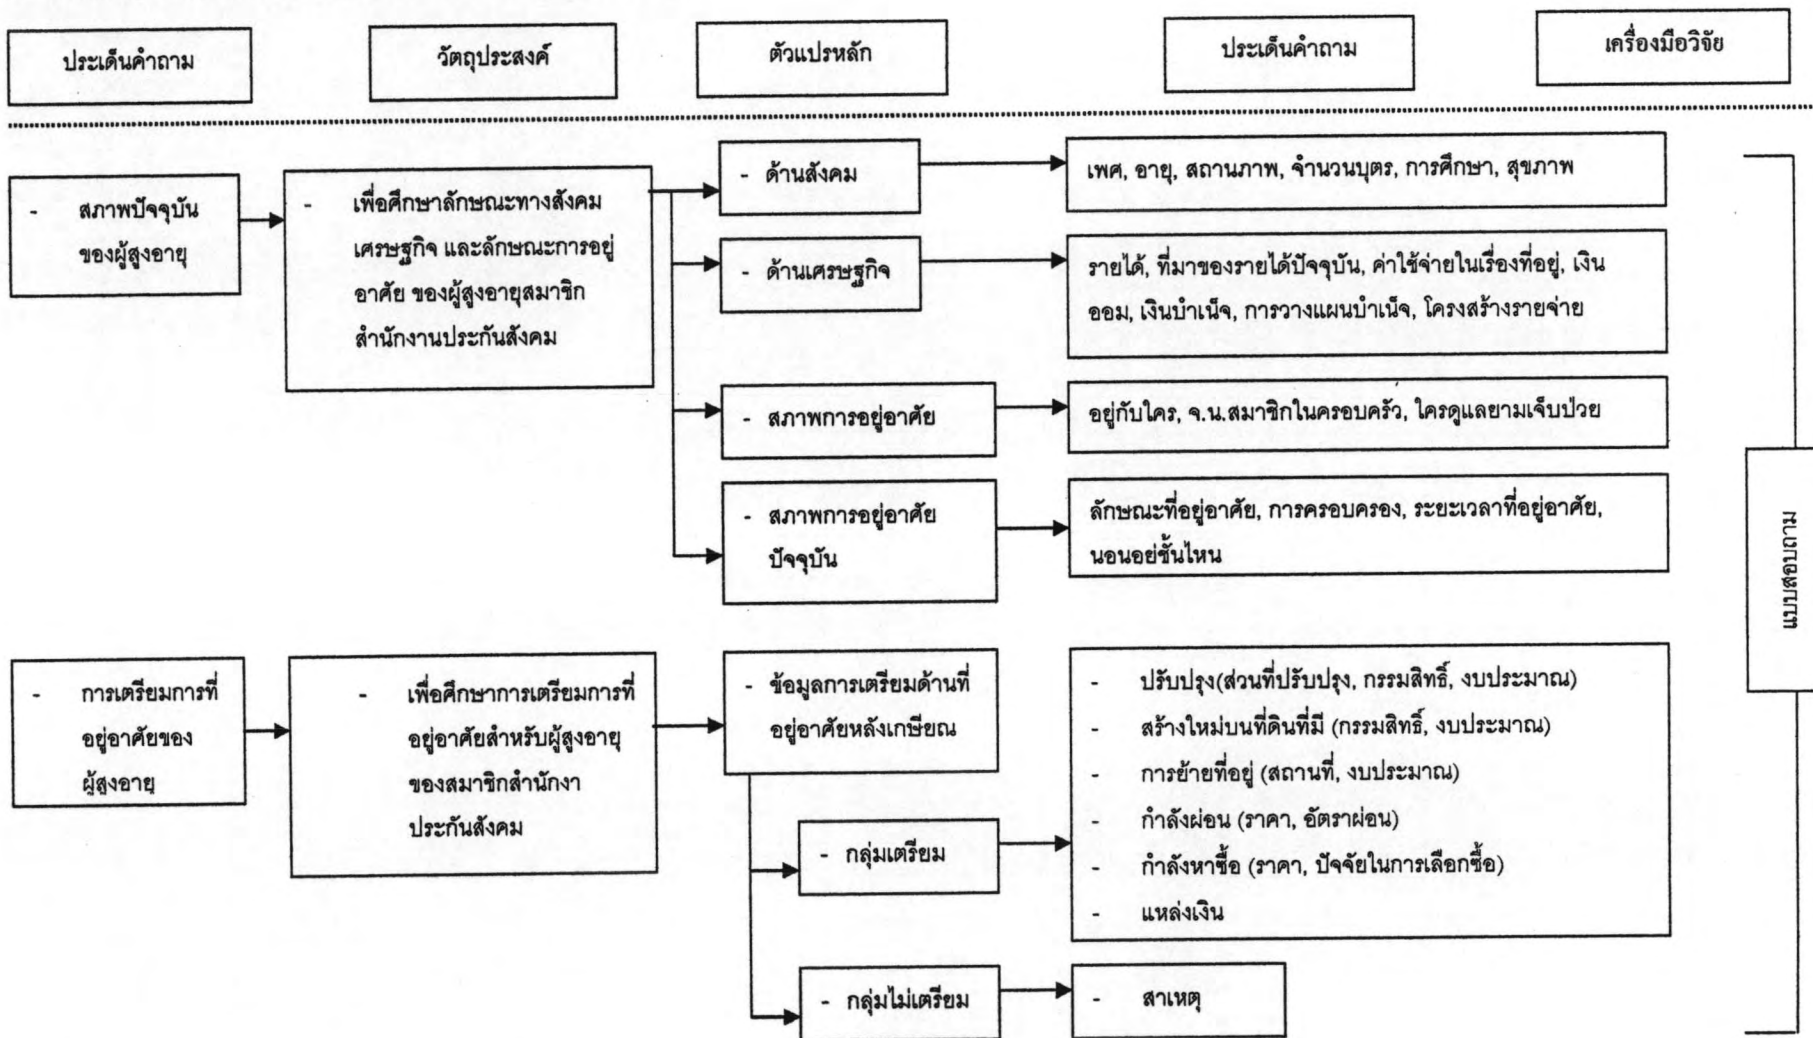 ประเด็นคำถาม
วัตถุประสงค์
ตัวแปรหลัก
ประเด็นคำถาม
เครื่องมือวิจัย
- สภาพปัจจุบัน
ของผู้สูงอายุ
- เพื่อศึกษาลักษณะทางสังคม
เศรษฐกิจ และลักษณะการอยู่
อาศัย ของผู้สูงอายุสมาชิก
สำนักงานประกันสังคม
- ด้านสังคม
เพศ, อายุ, สถานภาพ, จำนวนบุตร, การศึกษา, สุขภาพ
- ด้านเศรษฐกิจ
รายได้, ที่มาของรายได้ปัจจุบัน, ค่าใช้จ่ายในเรื่องที่อยู่, เงิน
ออม, เงินบำเน็จ, การวางแผนบำเน็จ, โครงสร้างรายจ่าย
- สภาพการอยู่อาศัย
อยู่กับใคร, จ.น.สมาชิกในครอบครัว, ใครดูแลยามเจ็บป่วย
- สภาพการอยู่อาศัย
ปัจจุบัน
ลักษณะที่อยู่อาศัย, การครอบครอง, ระยะเวลาที่อยู่อาศัย,
นอนอยู่ชั้นไหน
แบบสอบถาม
- การเตรียมการที่
อยู่อาศัยของ
ผู้สูงอายุ
- เพื่อศึกษาการเตรียมการที่
อยู่อาศัยสำหรับผู้สูงอายุ
ของสมาชิกสำนักงา
ประกันสังคม
- ข้อมูลการเตรียมด้านที่
อยู่อาศัยหลังเกษียณ
- กลุ่มเตรียม
- ปรับปรุง(ส่วนที่ปรับปรุง, กรรมสิทธิ์, งบประมาณ)
- สร้างใหม่บนที่ดินที่มี (กรรมสิทธิ์, งบประมาณ)
- การย้ายที่อยู่ (สถานที่, งบประมาณ)
- กำลังผ่อน (ราคา, อัตราผ่อน)
- กำลังหาซื้อ (ราคา, ปัจจัยในการเลือกซื้อ)
- แหล่งเงิน
- กลุ่มไม่เตรียม
- สาเหตุ